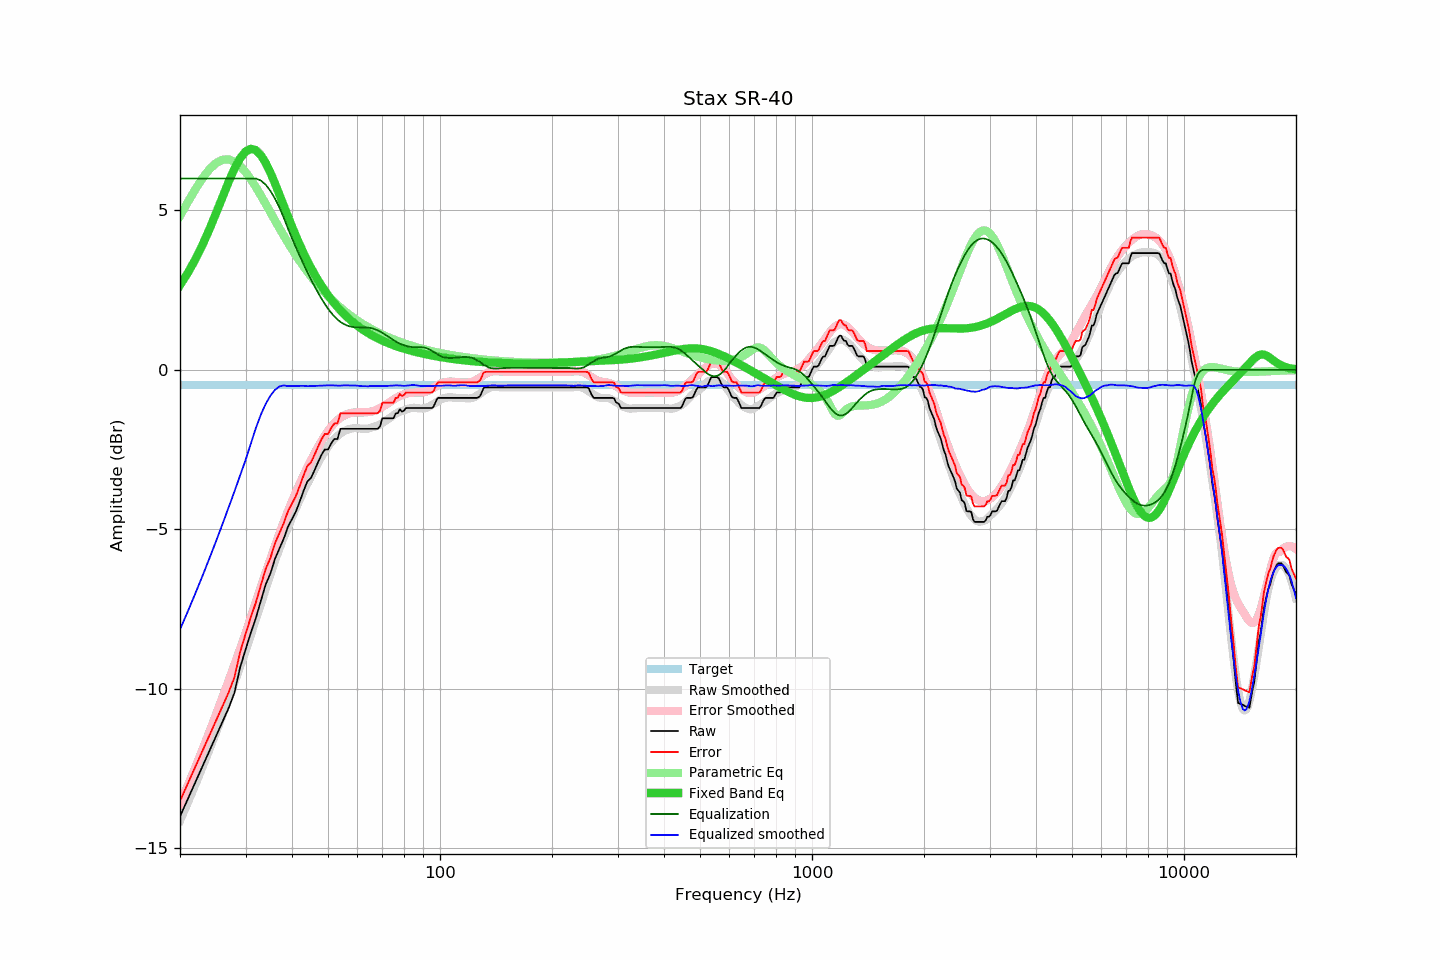 Stax SR-40
Amplitude (dBr)
5
0
−5
−10
−15
Target
Raw Smoothed
Error Smoothed
Raw
Error
Parametric Eq
Fixed Band Eq
Equalization
Equalized smoothed
100
1000
10000
Frequency (Hz)